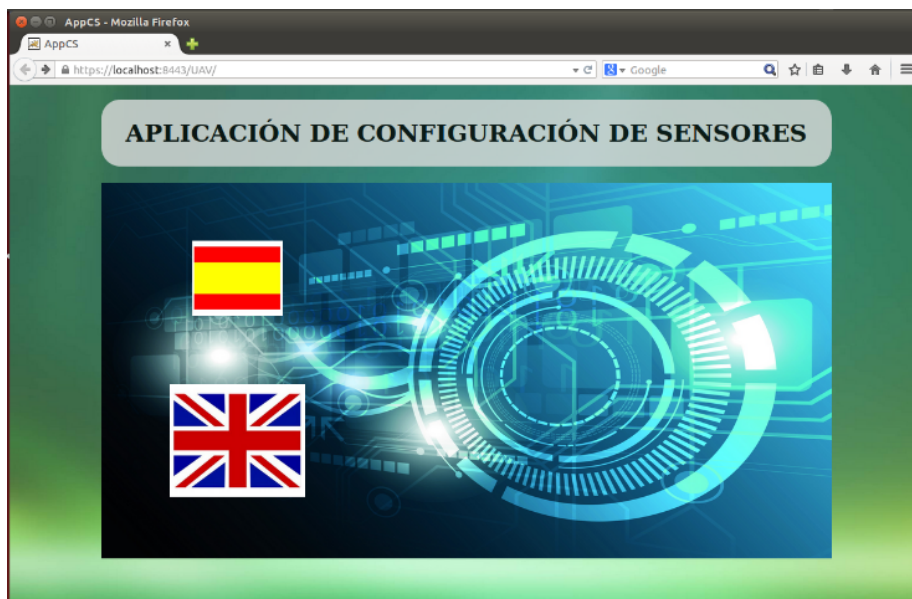 AppCS - Mozilla Firefox
AppCS
https://localhost:8443/UAV/
Google
APLICACIÓN DE CONFIGURACIÓN DE SENSORES